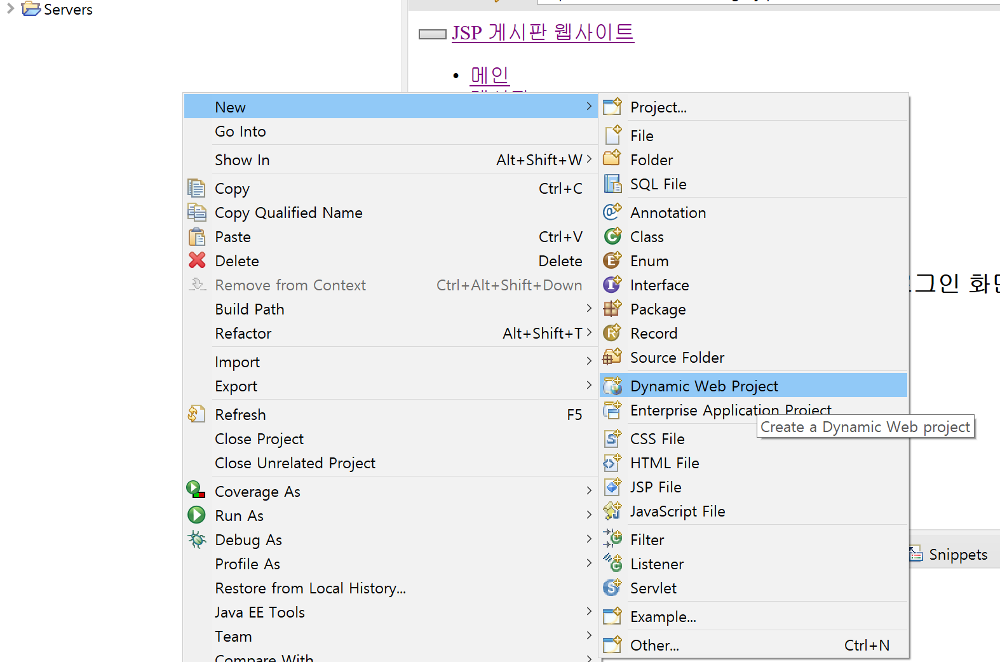 Servers
JSP 게시판 웹사이트
• 메인
New
Go Into
Show In Alt+Shift+W
Copy Ctrl+C
Copy Qualified Name
Paste Ctrl+V
Delete Delete
Remove from Context Ctrl+Alt+Shift+Down
Build Path
Refactor Alt+Shift+T
Import
Export
Refresh F5
Close Project
Close Unrelated Project
Coverage As
Run As
Debug As
Profile As
Restore from Local History...
Java EE Tools
Team
Compare With
Project...
File
Folder
SQL File
Annotation
Class
Enum
Interface
Package
Record
Source Folder
Dynamic Web Project
Enterprise Application Project
Create a Dynamic Web project
CSS File
HTML File
JSP File
JavaScript File
Filter
Listener
Servlet
Example...
Other... Ctrl+N
그인 화면
Snippets